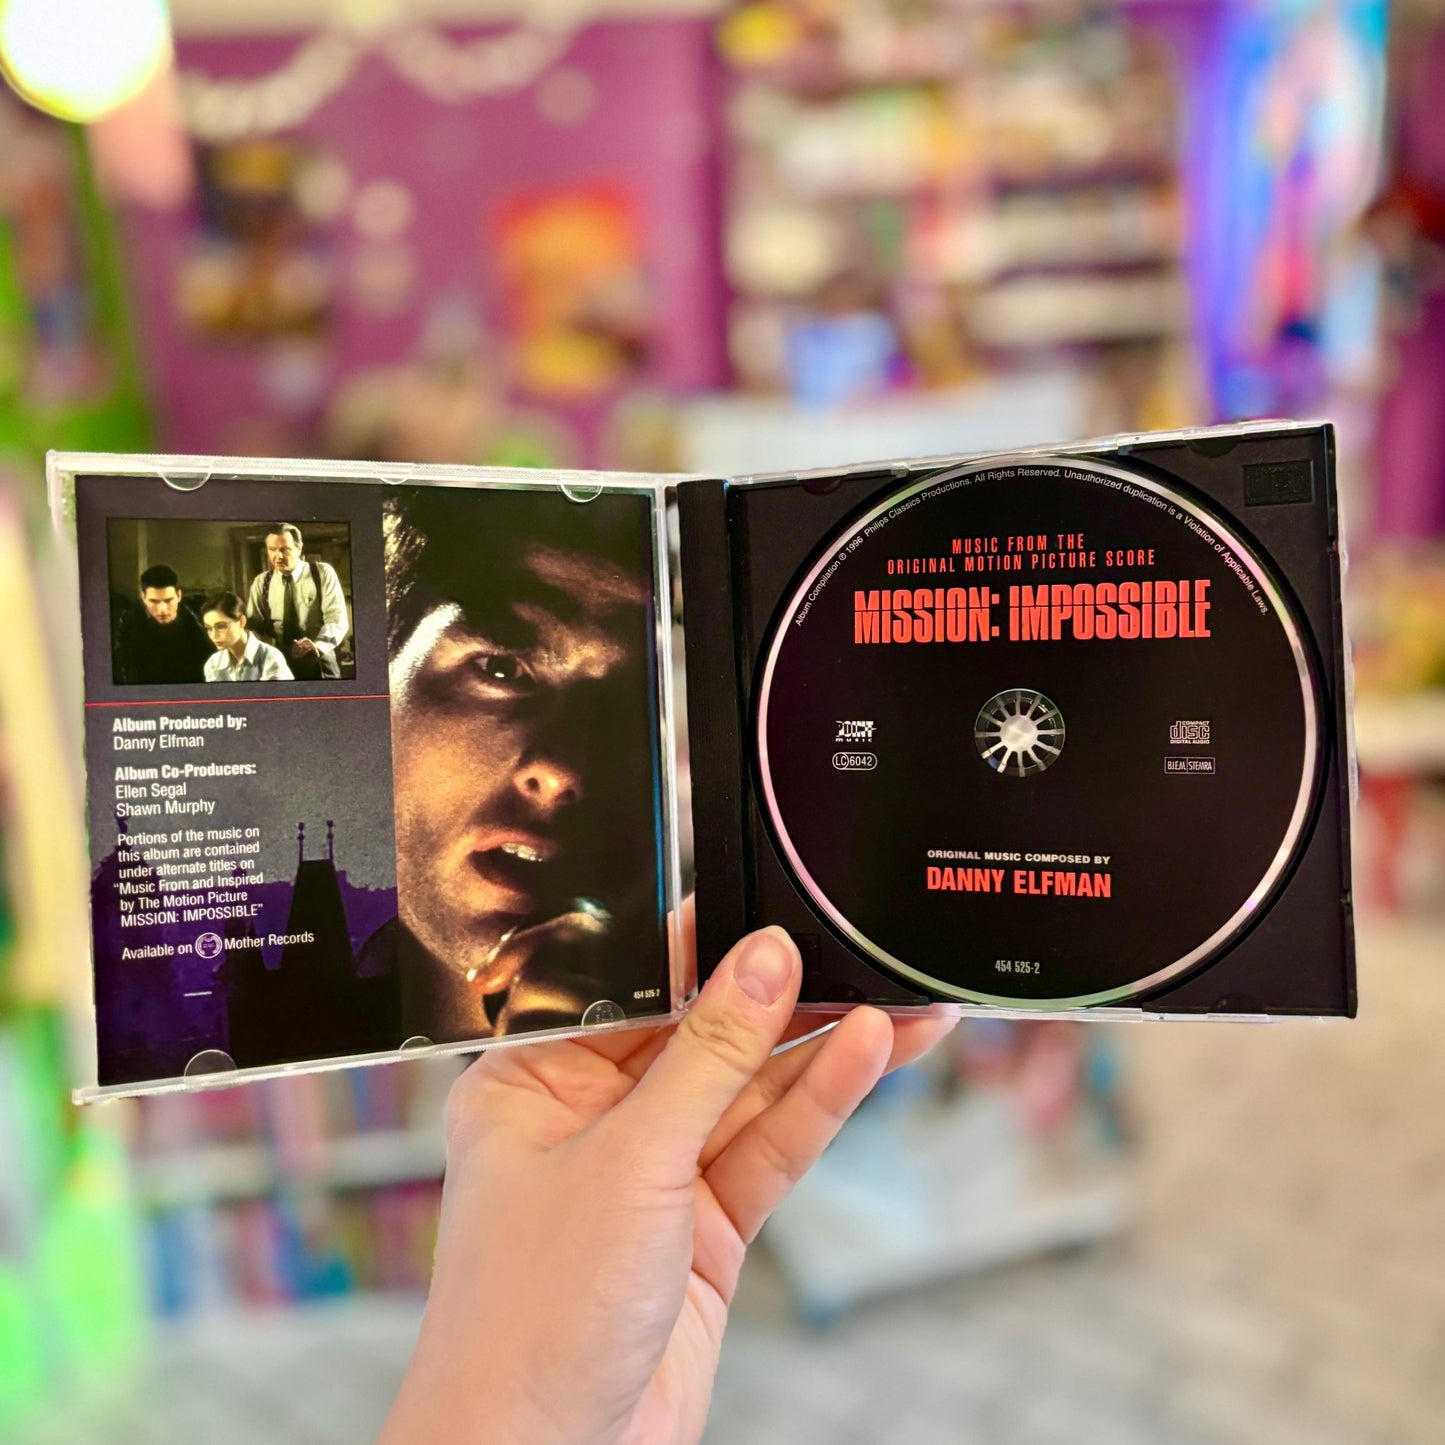 Album Produced by:
Danny Elfman
Album Co-Producers:
Ellen Segal
Shawn Murphy
Portions of the music on
this album are contained
under alternate titles on
“Music From and Inspired
by The Motion Picture
MISSION: IMPOSSIBLE”
Available on Mother Records
454 525-2
Album Compilation ℗ 1996 Philips Classics Productions. All Rights Reserved. Unauthorized duplication is a Violation of Applicable Laws.
MUSIC FROM THE
ORIGINAL MOTION PICTURE SCORE
MISSION: IMPOSSIBLE
POINT
MUSIC
LC 6042
COMPACT
disc
DIGITAL AUDIO
B.I.E.M. STEMRA
ORIGINAL MUSIC COMPOSED BY
DANNY ELFMAN
454 525-2